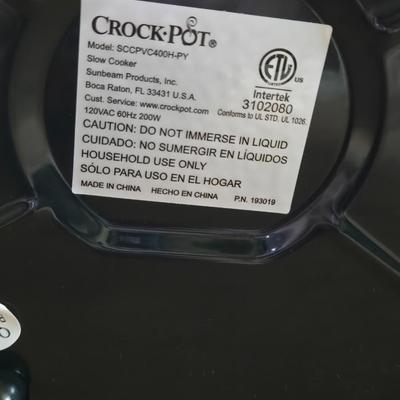 CROCK•POT®
Model: SCCPVC400H-PY
Slow Cooker
Sunbeam Products, Inc.
Boca Raton, FL 33431 U.S.A.
Cust. Service: www.crockpot.com
120VAC 60Hz 200W
ETL US
Intertek
3102080
Conforms to UL STD. UL 1026.
CAUTION: DO NOT IMMERSE IN LIQUID
CUIDADO: NO SUMERGIR EN LÍQUIDOS
HOUSEHOLD USE ONLY
SÓLO PARA USO EN EL HOGAR
MADE IN CHINA HECHO EN CHINA P.N. 193019